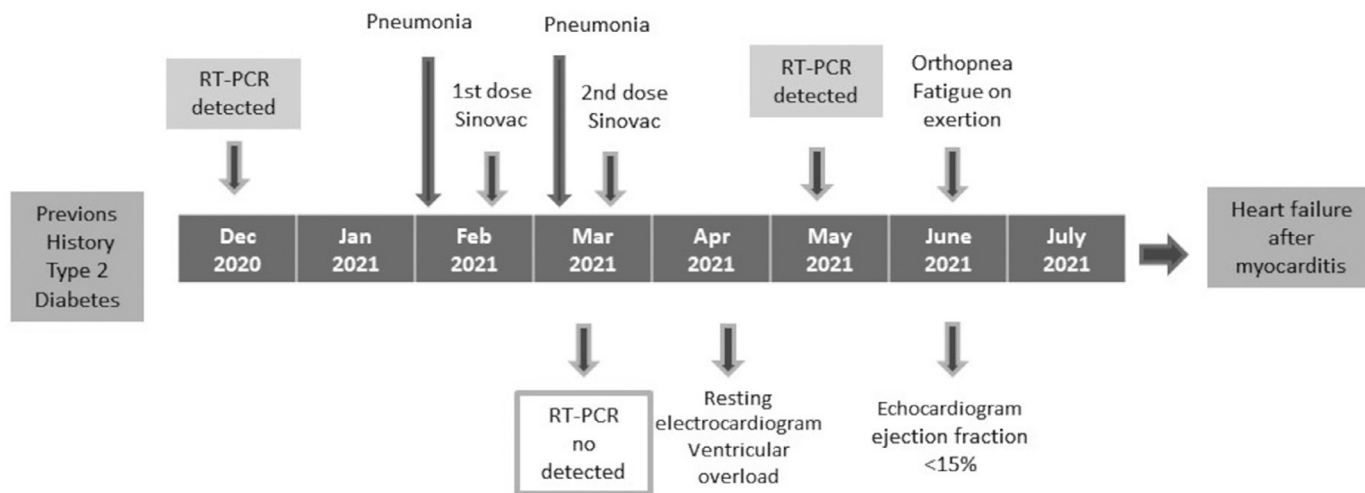 Pneumonia
Pneumonia
RT-PCR
detected
1st dose
Sinovac
2nd dose
Sinovac
RT-PCR
detected
Orthopnea
Fatigue on
exertion
Previons
History
Type 2
Diabetes
Dec
2020
Jan
2021
Feb
2021
Mar
2021
Apr
2021
May
2021
June
2021
July
2021
Heart failure
after
myocarditis
RT-PCR
no
detected
Resting
electrocardiogram
Ventricular
overload
Echocardiogram
ejection fraction
<15%